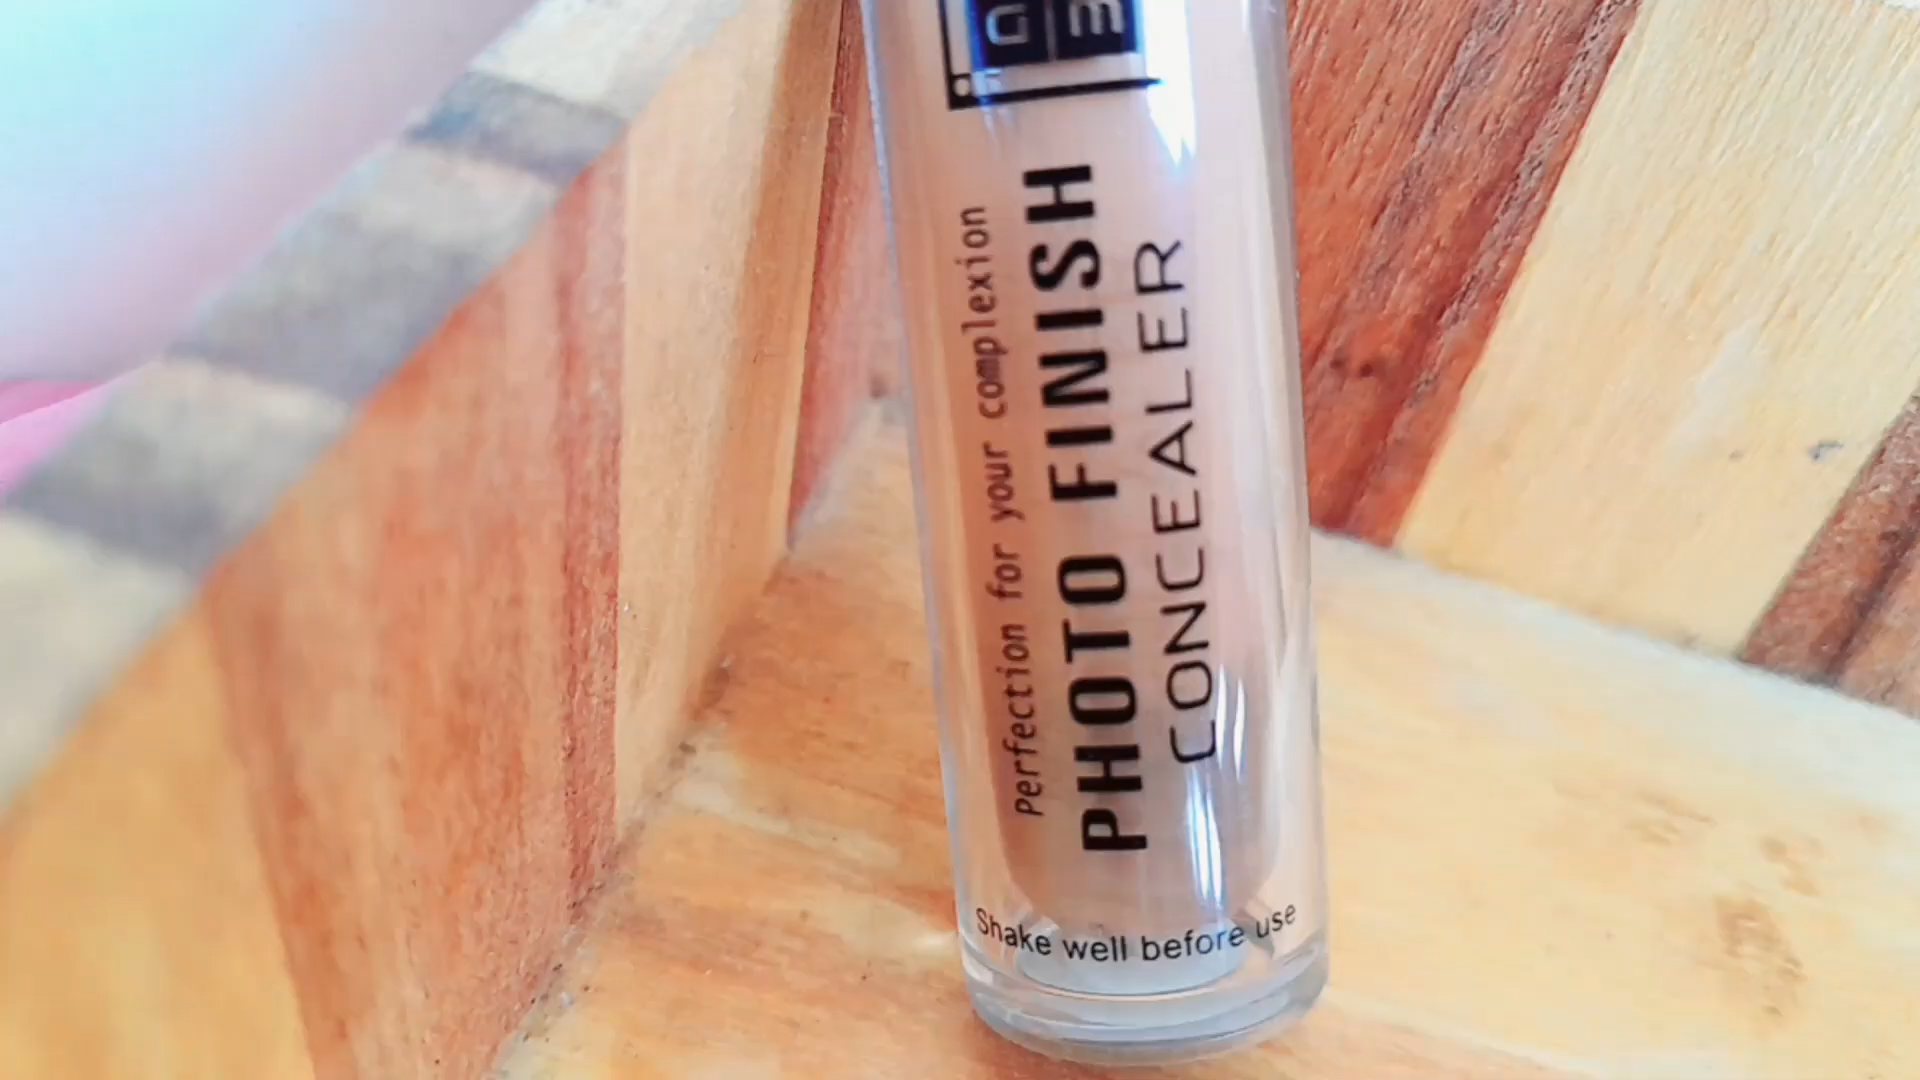 Perfection for your complexion
PHOTO FINISH
CONCEALER
Shake well before use